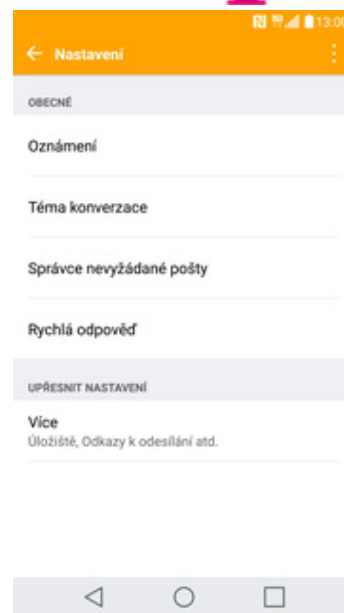 13:00
Nastavení
OBECNÉ
Oznámení
Téma konverzace
Správce nevyžádané pošty
Rychlá odpověď
UPŘESNIT NASTAVENÍ
Více
Úložiště, Odkazy k odesílání atd.